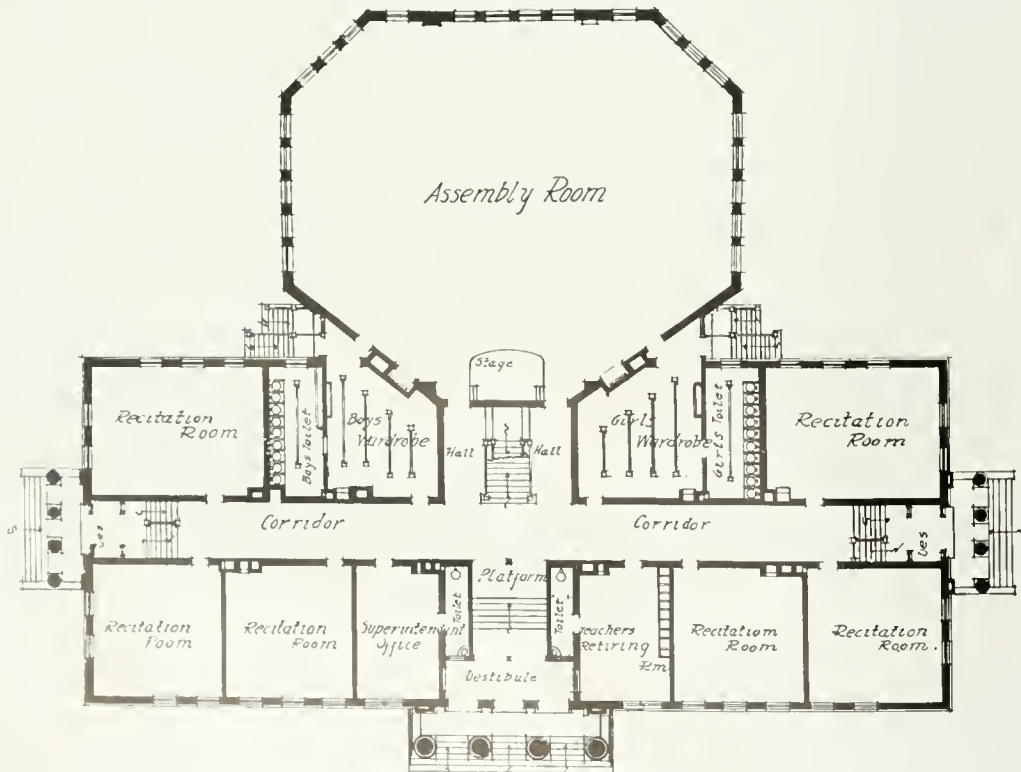 Assembly Room
Stage
Recitation
Room
Boys Toilet
Boys
Wardrobe
Hall
Hall
Girls
Wardrobe
Girls Toilet
Recitation
Room
Corridor
Corridor
Ves
Ves
Platform
Recitation
Room
Recitation
Room
Superintendent
Office
Toilet
Toilet
Teachers
Retiring
Rm.
Recitation
Room
Recitation
Room.
Vestibule